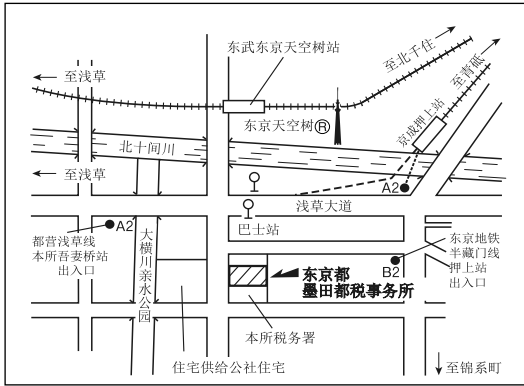 东武东京天空树站
至北千住
至浅草
至青砥
京成押上站
东京天空树Ⓡ
北十间川
至浅草
A2
浅草大道
巴士站
A2
都营浅草线
本所吾妻桥站
出入口
大横川亲水公园
东京地铁
半藏门线
押上站
出入口
B2
东京都
墨田都税事务所
本所税务署
住宅供给公社住宅
至锦系町